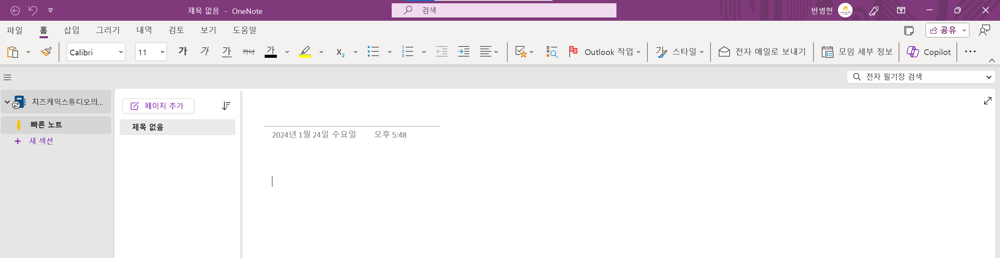 제목 없음 - OneNote
검색
반병현
파일 홈 삽입 그리기 내역 검토 보기 도움말
공유
Calibri 11 가 가 가 가나 가 X2 Outlook 작업 가 스타일 전자 메일로 보내기 모임 세부 정보 Copilot
전자 필기장 검색
치즈케익스튜디오의...
페이지 추가
빠른 노트
제목 없음
새 섹션
2024년 1월 24일 수요일 오후 5:48